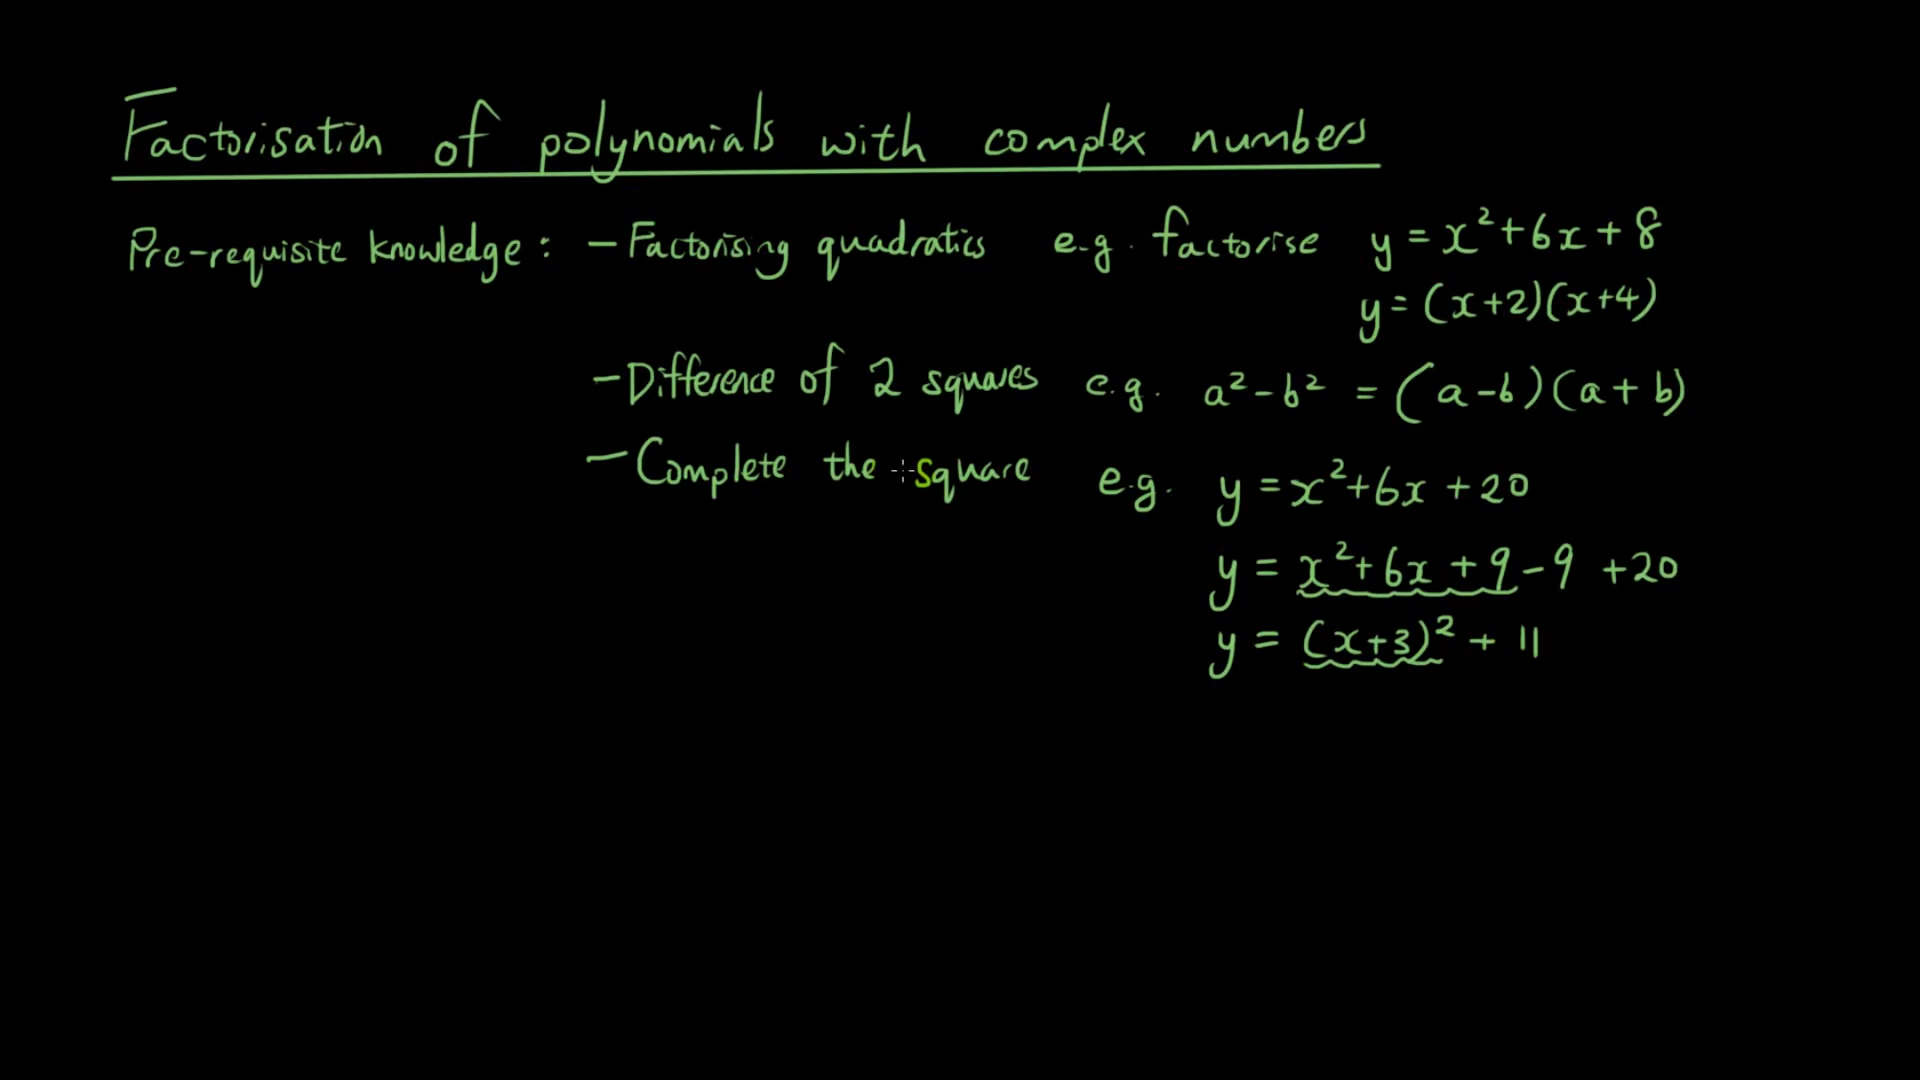 Factorisation of polynomials with complex numbers
Pre-requisite knowledge: - Factorising quadratics e.g. factorise y = x²+6x+8
y = (x+2)(x+4)
- Difference of 2 squares e.g. a² - b² = (a-b)(a+b)
- Complete the square e.g. y = x²+6x+20
y = x²+6x+9-9+20
y = (x+3)²+11